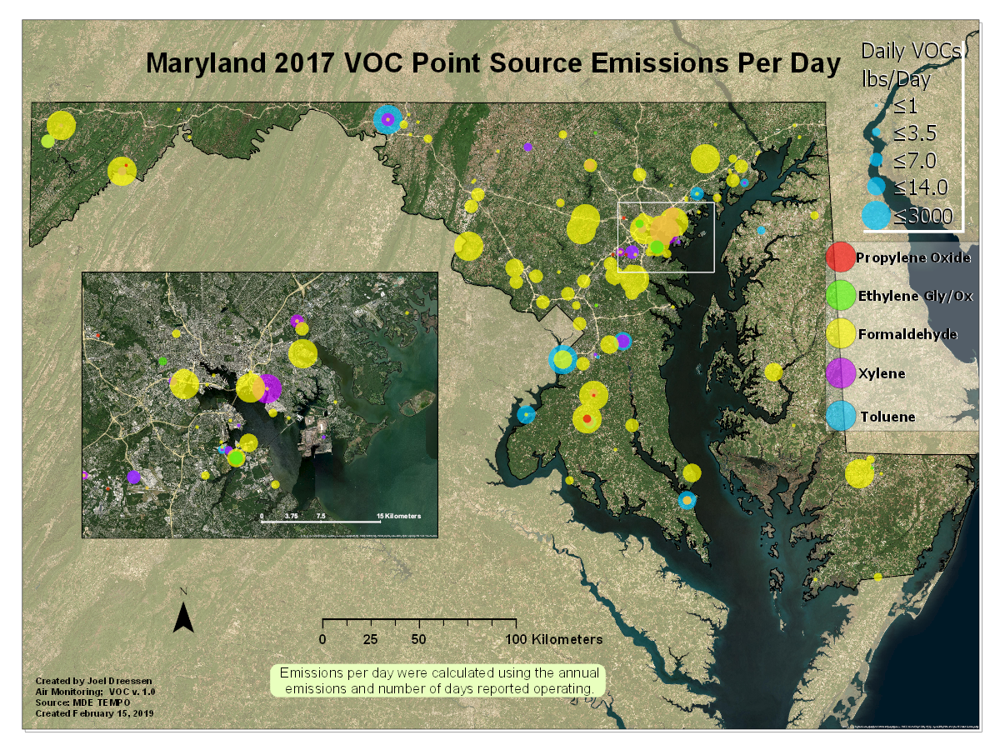 Maryland 2017 VOC Point Source Emissions Per Day
Daily VOCs
lbs/Day
≤1
≤3.5
≤7.0
≤14.0
≤3000
Propylene Oxide
Ethylene Gly/Ox
Formaldehyde
Xylene
Toluene
0 3.75 7.5 15 Kilometers
N
0 25 50 100 Kilometers
Emissions per day were calculated using the annual
emissions and number of days reported operating.
Created by Joel Dreessen
Air Monitoring; VOC v. 1.0
Source: MDE TEMPO
Created February 15, 2019